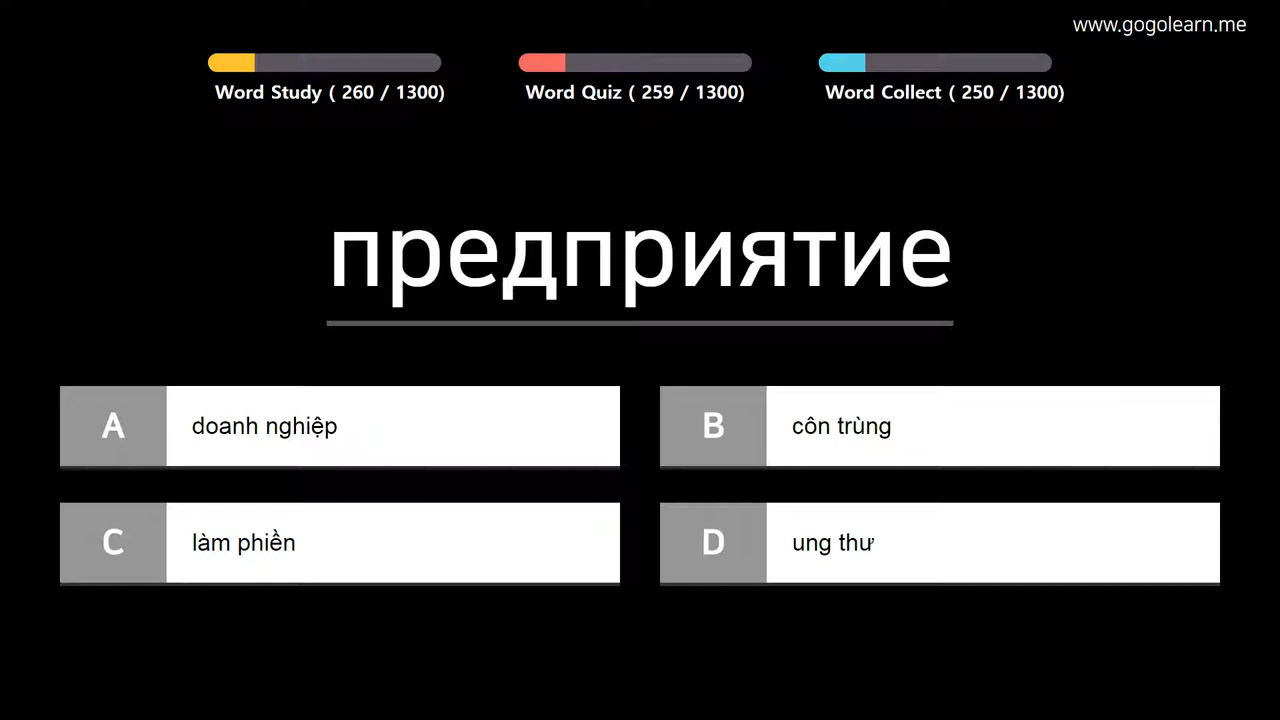 www.gogolearn.me
Word Study ( 260 / 1300)
Word Quiz ( 259 / 1300)
Word Collect ( 250 / 1300)
предприятие
A doanh nghiệp
B côn trùng
C làm phiền
D ung thư